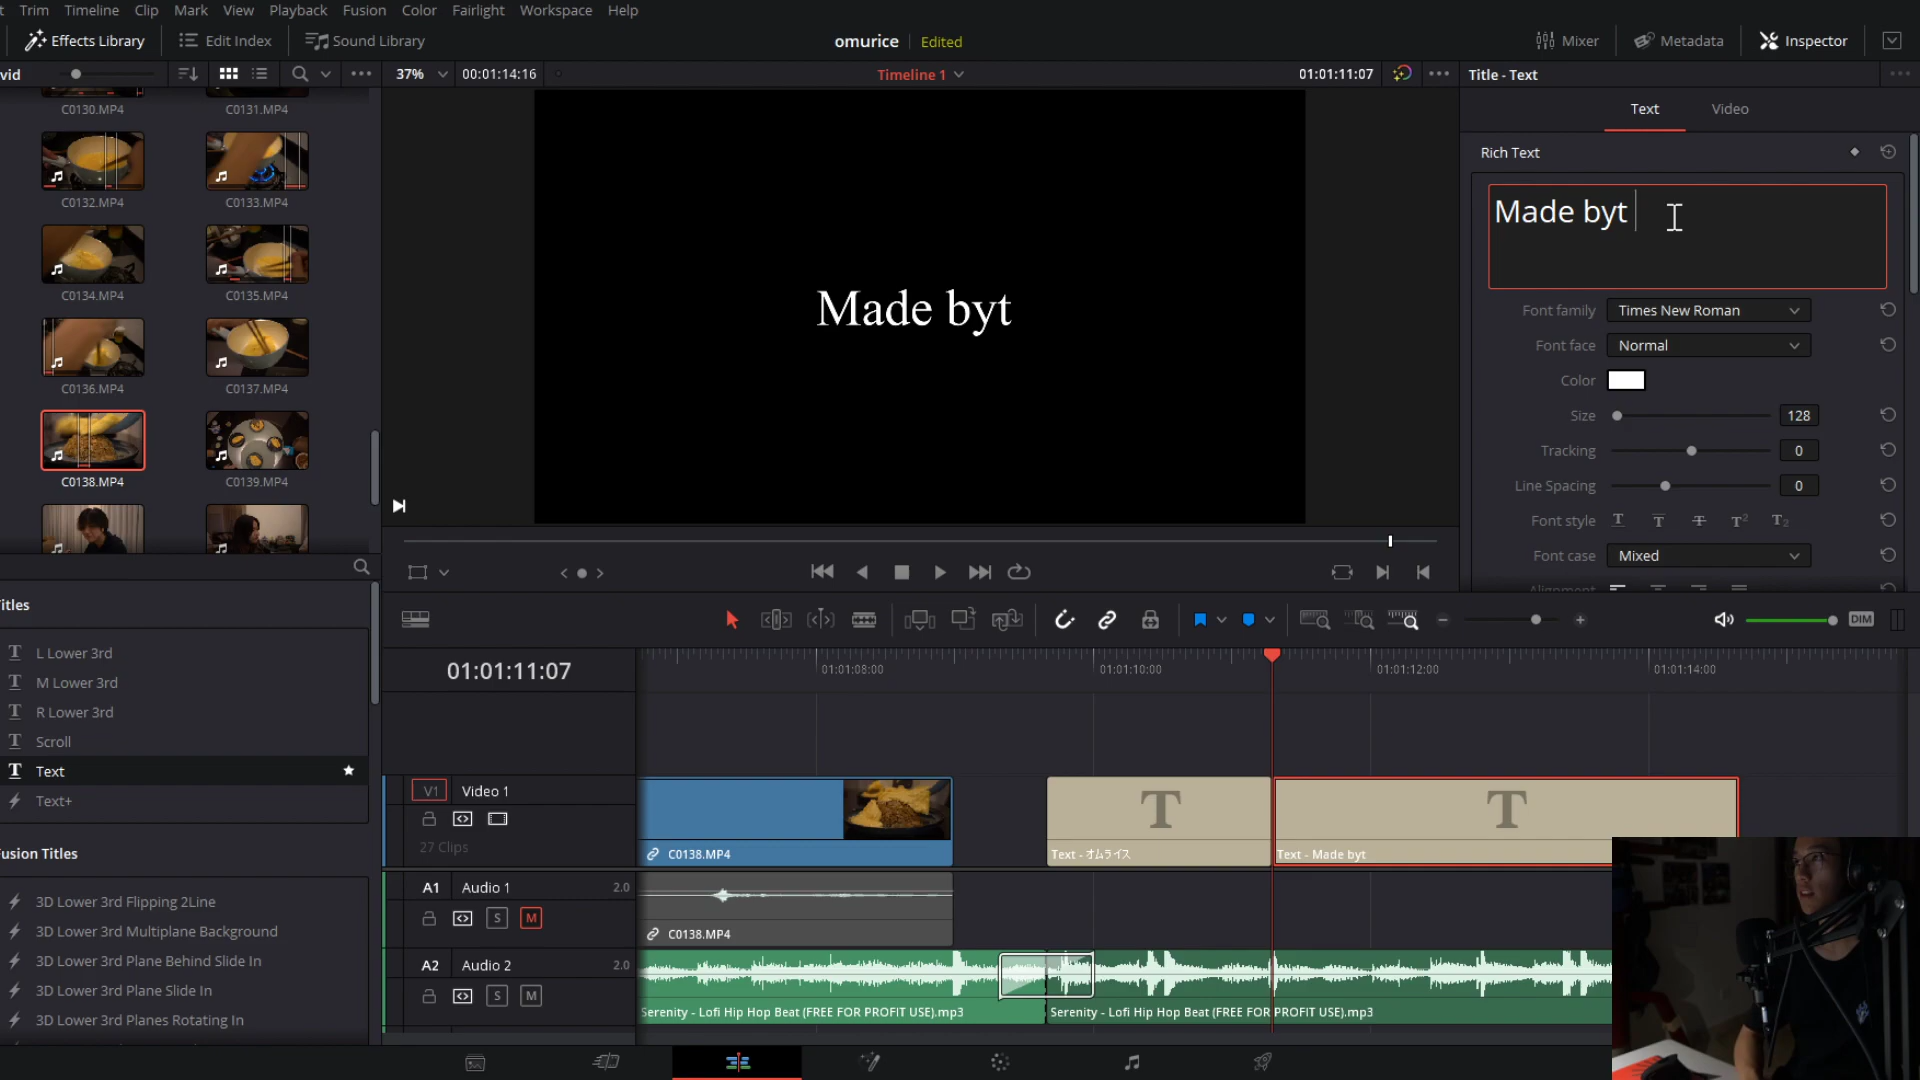 Trim Timeline Clip Mark View Playback Fusion Color Fairlight Workspace Help
Effects Library Edit Index Sound Library omurice Edited Mixer Metadata Inspector
vid 37% 00:01:14:16 Timeline 1 01:01:11:07 Title - Text
Text Video
C0130.MP4 C0131.MP4
Rich Text
C0132.MP4 C0133.MP4
Made byt
C0134.MP4 C0135.MP4
Made byt
Font family Times New Roman
Font face Normal
C0136.MP4 C0137.MP4
Color
Size 128
Tracking 0
C0138.MP4 C0139.MP4
Line Spacing 0
Font style T T T T2 T2
Font case Mixed
Alignment
itles
L Lower 3rd
M Lower 3rd
R Lower 3rd
Scroll
Text
Text+
usion Titles
3D Lower 3rd Flipping 2Line
3D Lower 3rd Multiplane Background
3D Lower 3rd Plane Behind Slide In
3D Lower 3rd Plane Slide In
3D Lower 3rd Planes Rotating In
DIM
01:01:11:07 01:01:08:00 01:01:10:00 01:01:12:00 01:01:14:00
V1 Video 1
T T
27 Clips
C0138.MP4 Text - オムライス Text - Made byt
A1 Audio 1 2.0
S M
C0138.MP4
A2 Audio 2 2.0
S M
Serenity - Lofi Hip Hop Beat (FREE FOR PROFIT USE).mp3 Serenity - Lofi Hip Hop Beat (FREE FOR PROFIT USE).mp3